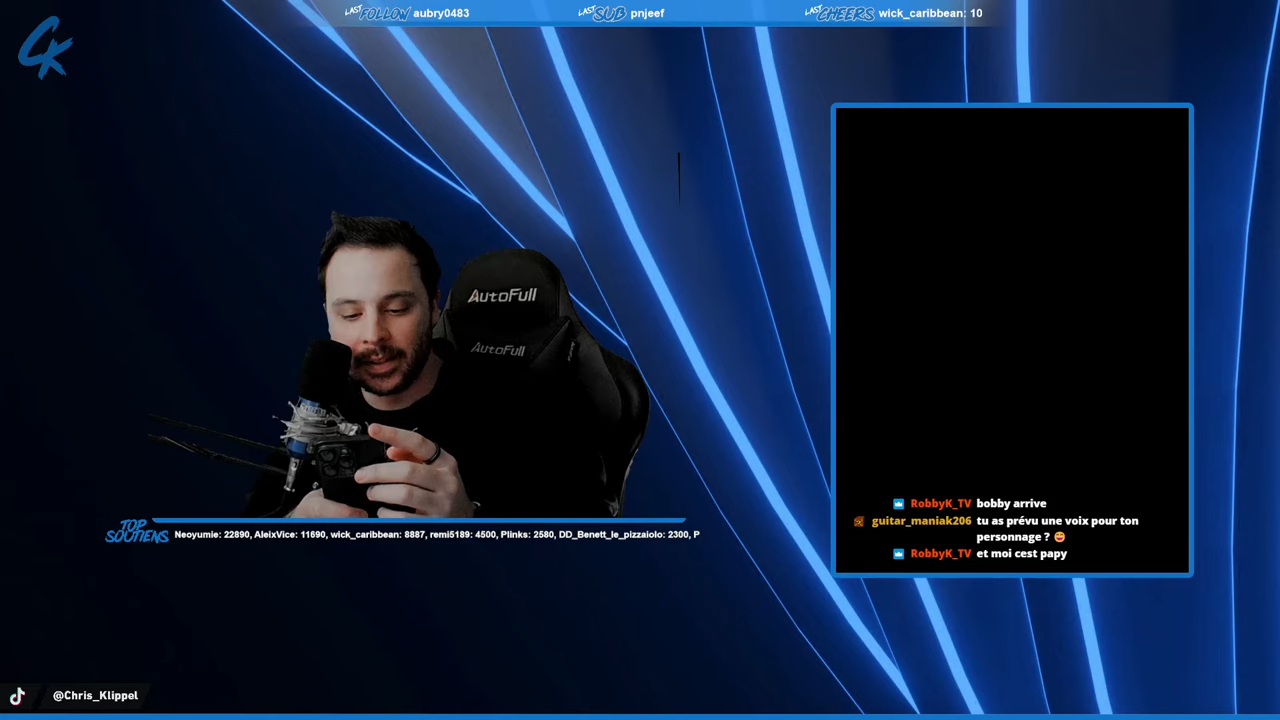 LAST FOLLOW aubry0483
LAST SUB pnjeef
LAST CHEERS wick_caribbean: 10
CK
AutoFull
AutoFull
RobbyK_TV bobby arrive
guitar_maniak206 tu as prévu une voix pour ton
personnage ?
RobbyK_TV et moi cest papy
TOP SOUTIENS Neoyumie: 22890, AleixVice: 11690, wick_caribbean: 8887, remi5189: 4500, Plinks: 2580, DD_Benett_le_pizzaiolo: 2300, P
@Chris_Klippel